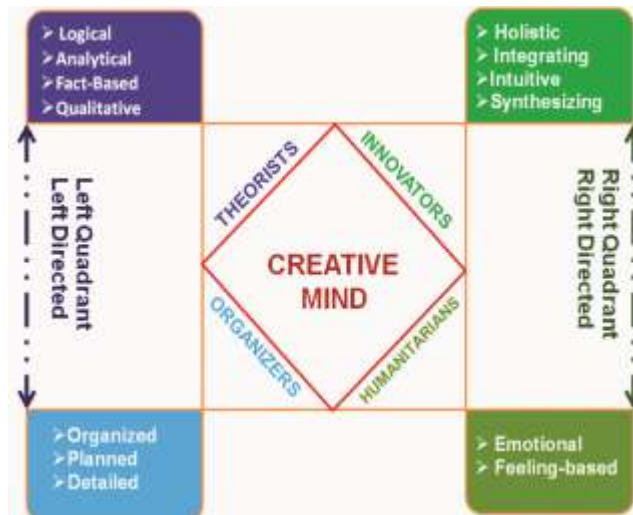 ➢ Logical
➢ Analytical
➢ Fact-Based
➢ Qualitative
➢ Holistic
➢ Integrating
➢ Intuitive
➢ Synthesizing
Left Quadrant
Left Directed
THEORISTS
INNOVATORS
CREATIVE
MIND
ORGANIZERS
HUMANITARIANS
Right Quadrant
Right Directed
➢ Organized
➢ Planned
➢ Detailed
➢ Emotional
➢ Feeling-based